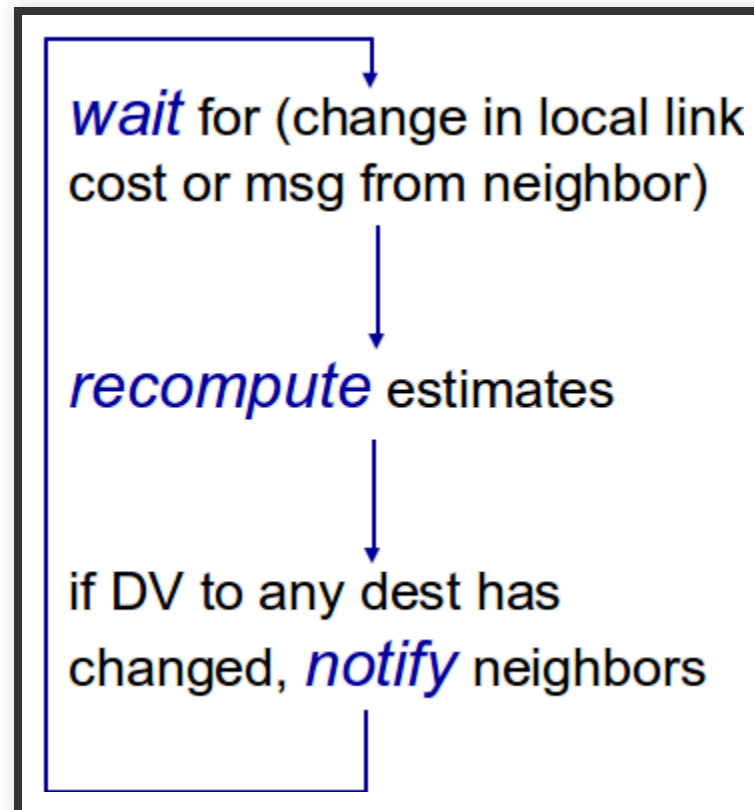 wait for (change in local link
cost or msg from neighbor)
recompute estimates
if DV to any dest has
changed, notify neighbors